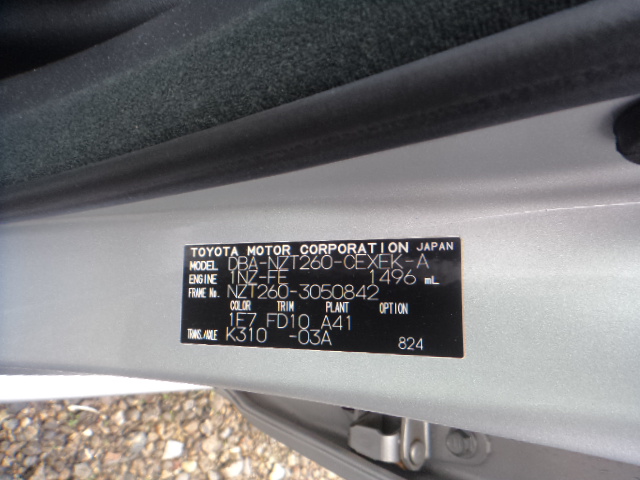 TOYOTA MOTOR CORPORATION JAPAN
MODEL DBA-NZT260-CEXEK-A
ENGINE 1NZ-FE 1496 mL
FRAME No. NZT260-3050842
COLOR TRIM PLANT OPTION
1E7 FD10 A41
TRANS./AXLE K310 -03A 824